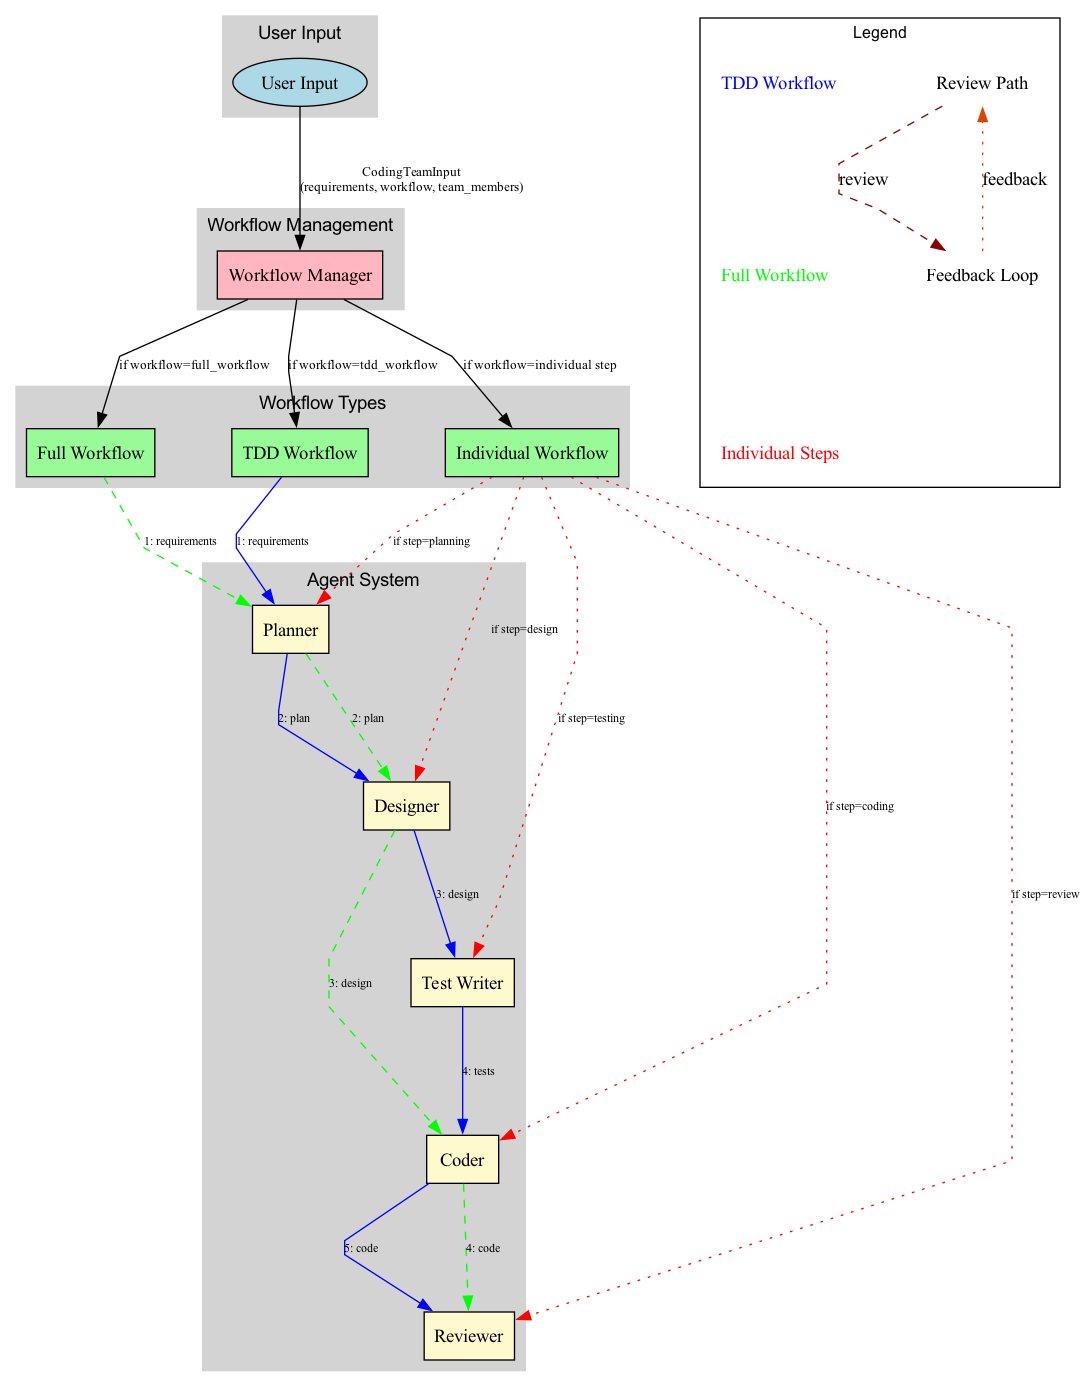 User Input
User Input
CodingTeamInput
(requirements, workflow, team_members)
Workflow Management
Workflow Manager
if workflow=full_workflow
if workflow=tdd_workflow
if workflow=individual step
Workflow Types
Full Workflow
TDD Workflow
Individual Workflow
1: requirements
1: requirements
if step=planning
Agent System
Planner
if step=design
2: plan
2: plan
if step=testing
Designer
if step=coding
3: design
if step=review
3: design
Test Writer
4: tests
Coder
5: code
4: code
Reviewer
Legend
TDD Workflow
Review Path
review
feedback
Full Workflow
Feedback Loop
Individual Steps